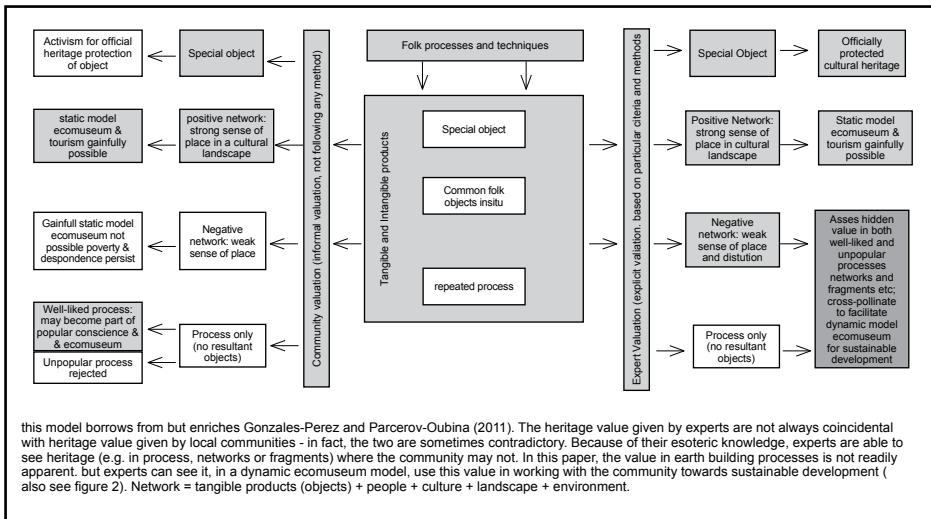 Activism for official
heritage protection
of object
Special object
static model
ecomuseum &
tourism gainfully
possible
positive network:
strong sense of
place in a cultural
landscape
Gainfull static model
ecomuseum not
possible poverty &
despondence persist
Negative
network: weak
sense of place
Well-liked process:
may become part of
popular conscience &
& ecomuseum
Unpopular process
rejected
Process only
(no resultant
objects)
Community valuation (informal valuation, not following any method)
Folk processes and techniques
Tangible and Intangible products
Special object
Common folk
objects insitu
repeated process
Expert Valuation (explicit valiation. based on particular criteria and methods
Special Object
Officially
protected
cultural heritage
Positive Network:
strong sense of
place in cultural
landscape
Static model
ecomuseum &
tourism gainfully
possible
Negative
network: weak
sense of place
and distution
Asses hidden
value in both
well-liked and
unpopular
processes
networks and
fragments etc;
cross-pollinate
to facilitate
dynamic model
ecomuseum
for sustainable
development
Process only
(no resultant
objects)
this model borrows from but enriches Gonzales-Perez and Parcerov-Oubina (2011). The heritage value given by experts are not always coincidental
with heritage value given by local communities - in fact, the two are sometimes contradictory. Because of their esoteric knowledge, experts are able to
see heritage (e.g. in process, networks or fragments) where the community may not. In this paper, the value in earth building processes is not readily
apparent. but experts can see it, in a dynamic ecomuseum model, use this value in working with the community towards sustainable development (
also see figure 2). Network = tangible products (objects) + people + culture + landscape + environment.